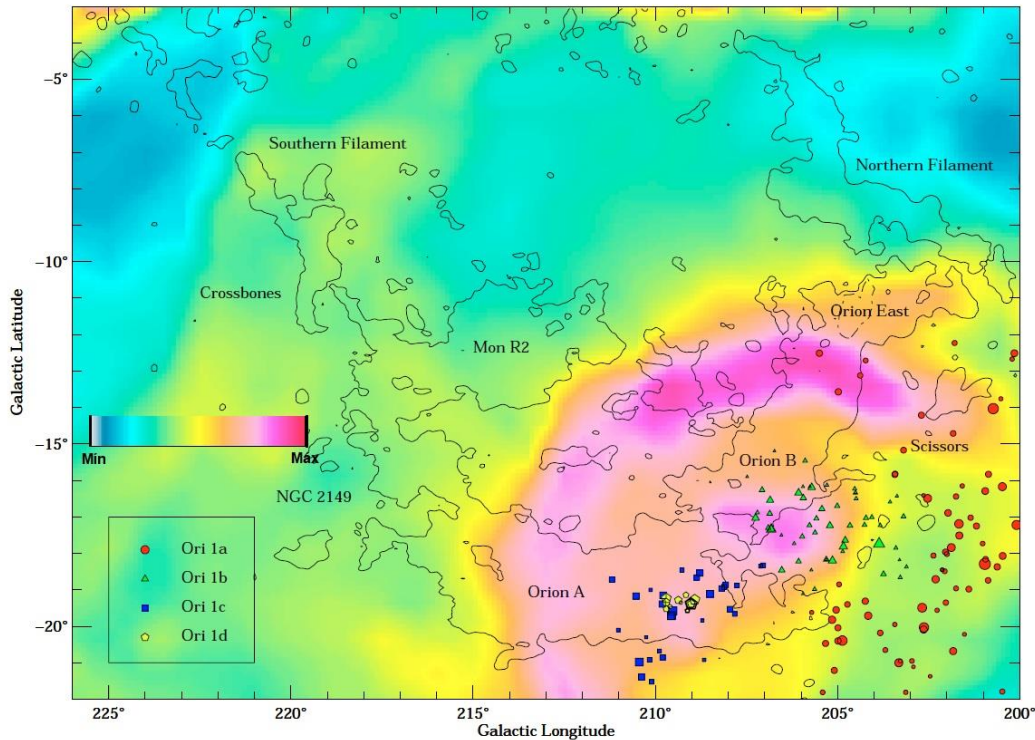 −5°
Southern Filament
Northern Filament
−10°
Crossbones
Orion East
Mon R2
Galactic Latitude
Min
Max
−15°
Scissors
Orion B
NGC 2149
Ori 1a
Ori 1b
Orion A
Ori 1c
−20°
Ori 1d
225°
220°
215°
210°
205°
200°
Galactic Longitude